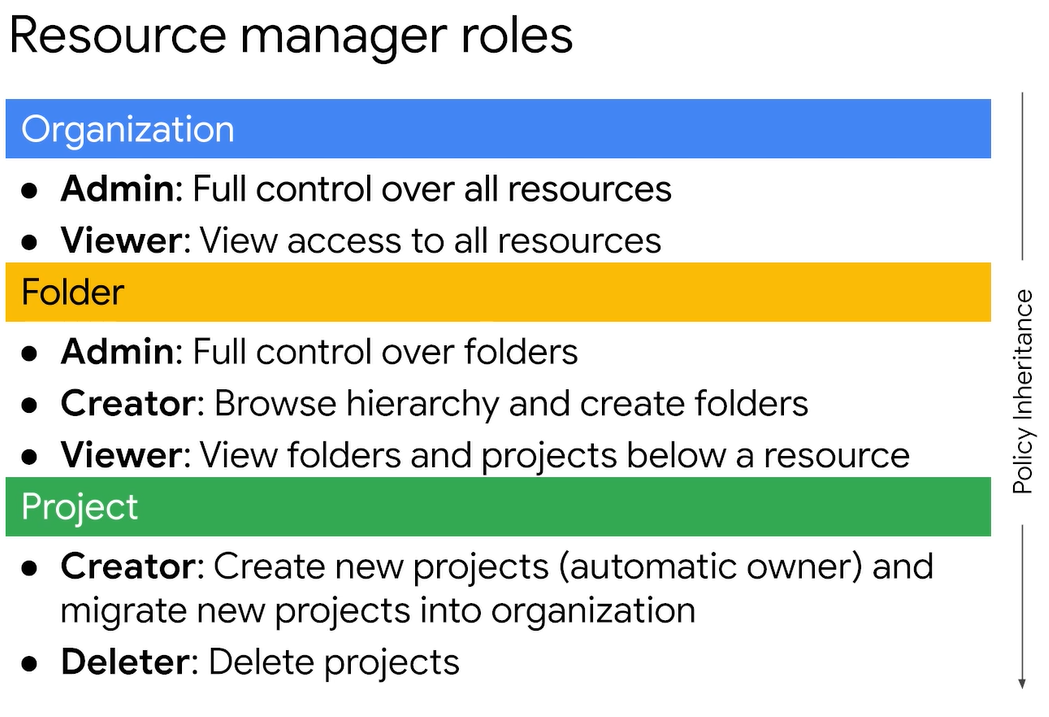 Resource manager roles
Organization
● Admin: Full control over all resources
● Viewer: View access to all resources
Folder
● Admin: Full control over folders
● Creator: Browse hierarchy and create folders
● Viewer: View folders and projects below a resource
Project
● Creator: Create new projects (automatic owner) and
migrate new projects into organization
● Deleter: Delete projects
Policy Inheritance